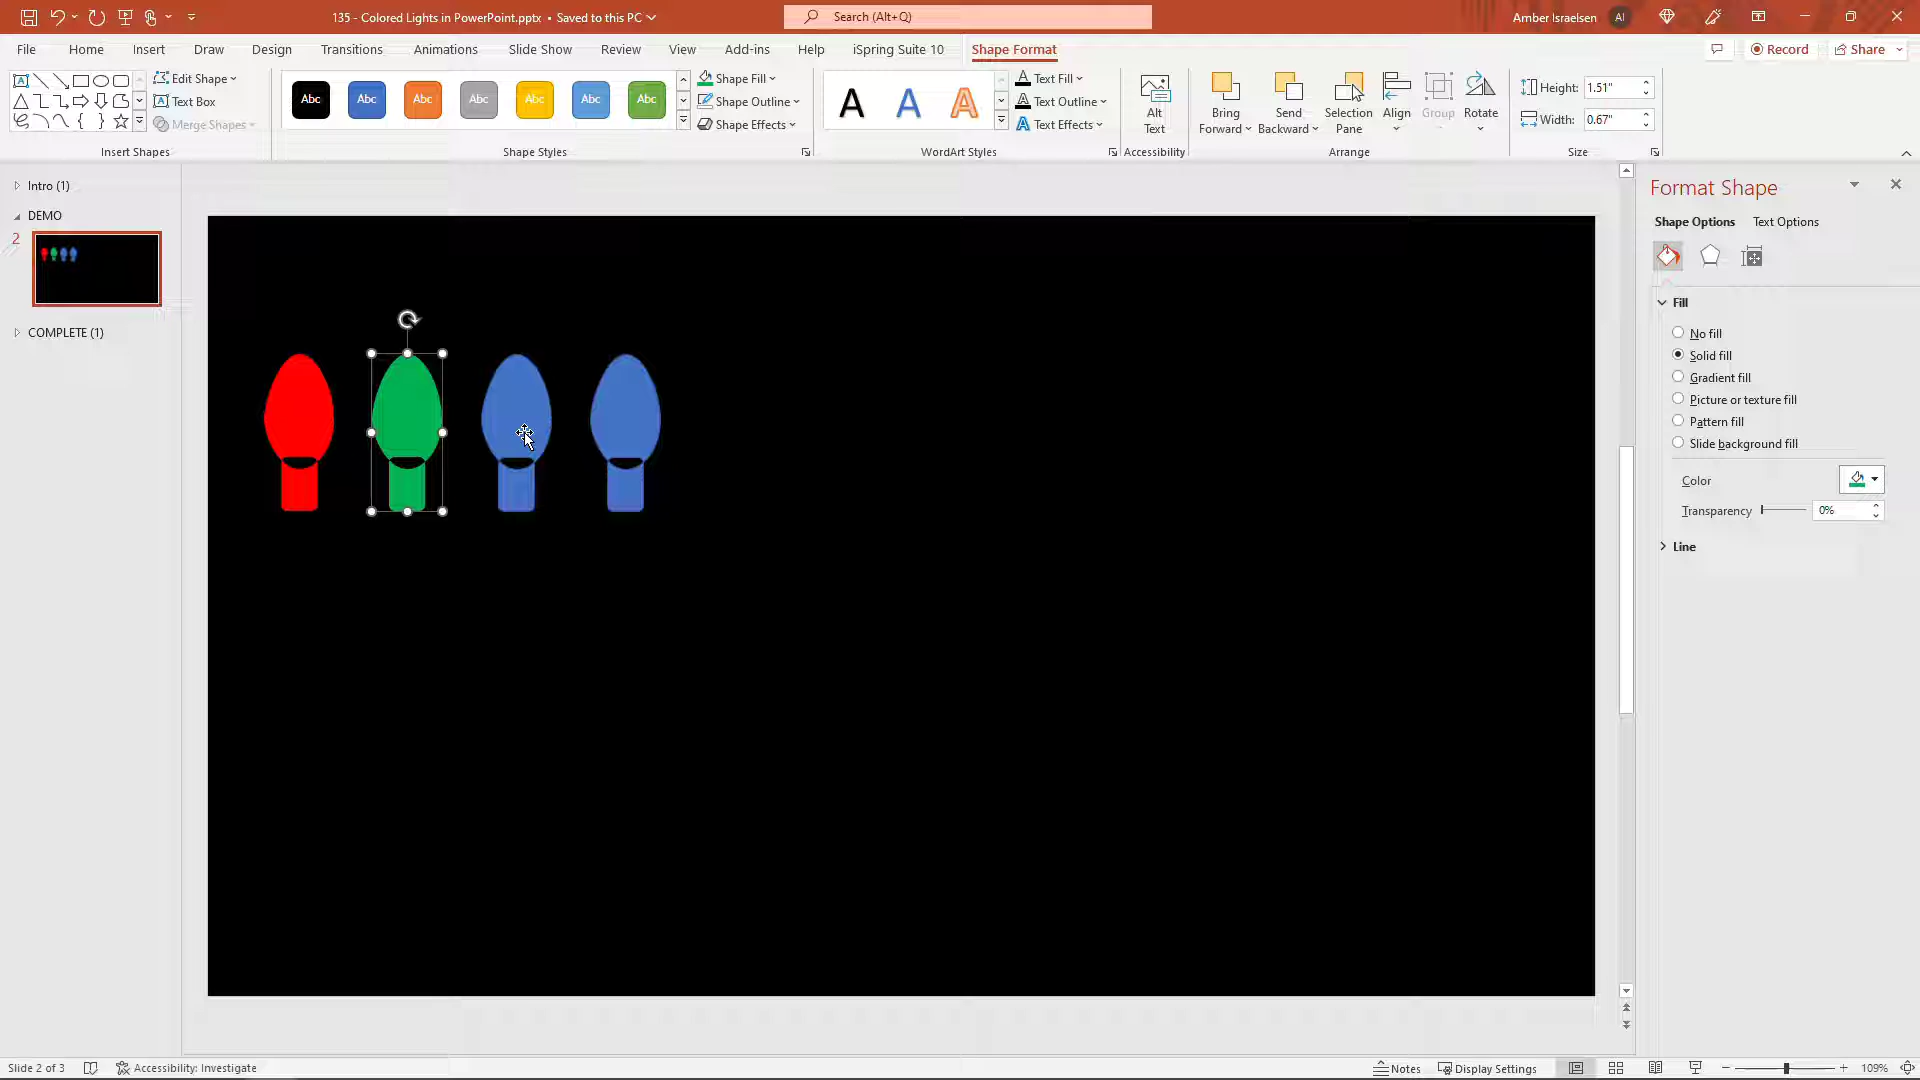 135 - Colored Lights in PowerPoint.pptx • Saved to this PC
Search (Alt+Q)
Amber Israelsen
AI
File
Home
Insert
Draw
Design
Transitions
Animations
Slide Show
Review
View
Add-ins
Help
iSpring Suite 10
Shape Format
Record
Share
Edit Shape
Text Box
Merge Shapes
Insert Shapes
Abc
Abc
Abc
Abc
Abc
Abc
Abc
Shape Fill
Shape Outline
Shape Effects
Shape Styles
A
A
A
Text Fill
Text Outline
Text Effects
WordArt Styles
Alt
Text
Accessibility
Bring
Forward
Send
Backward
Selection
Pane
Align
Group
Rotate
Arrange
Height:
1.51"
Width:
0.67"
Size
Intro (1)
DEMO
2
COMPLETE (1)
Format Shape
Shape Options
Text Options
Fill
No fill
Solid fill
Gradient fill
Picture or texture fill
Pattern fill
Slide background fill
Color
Transparency
0%
Line
Slide 2 of 3
Accessibility: Investigate
Notes
Display Settings
109%